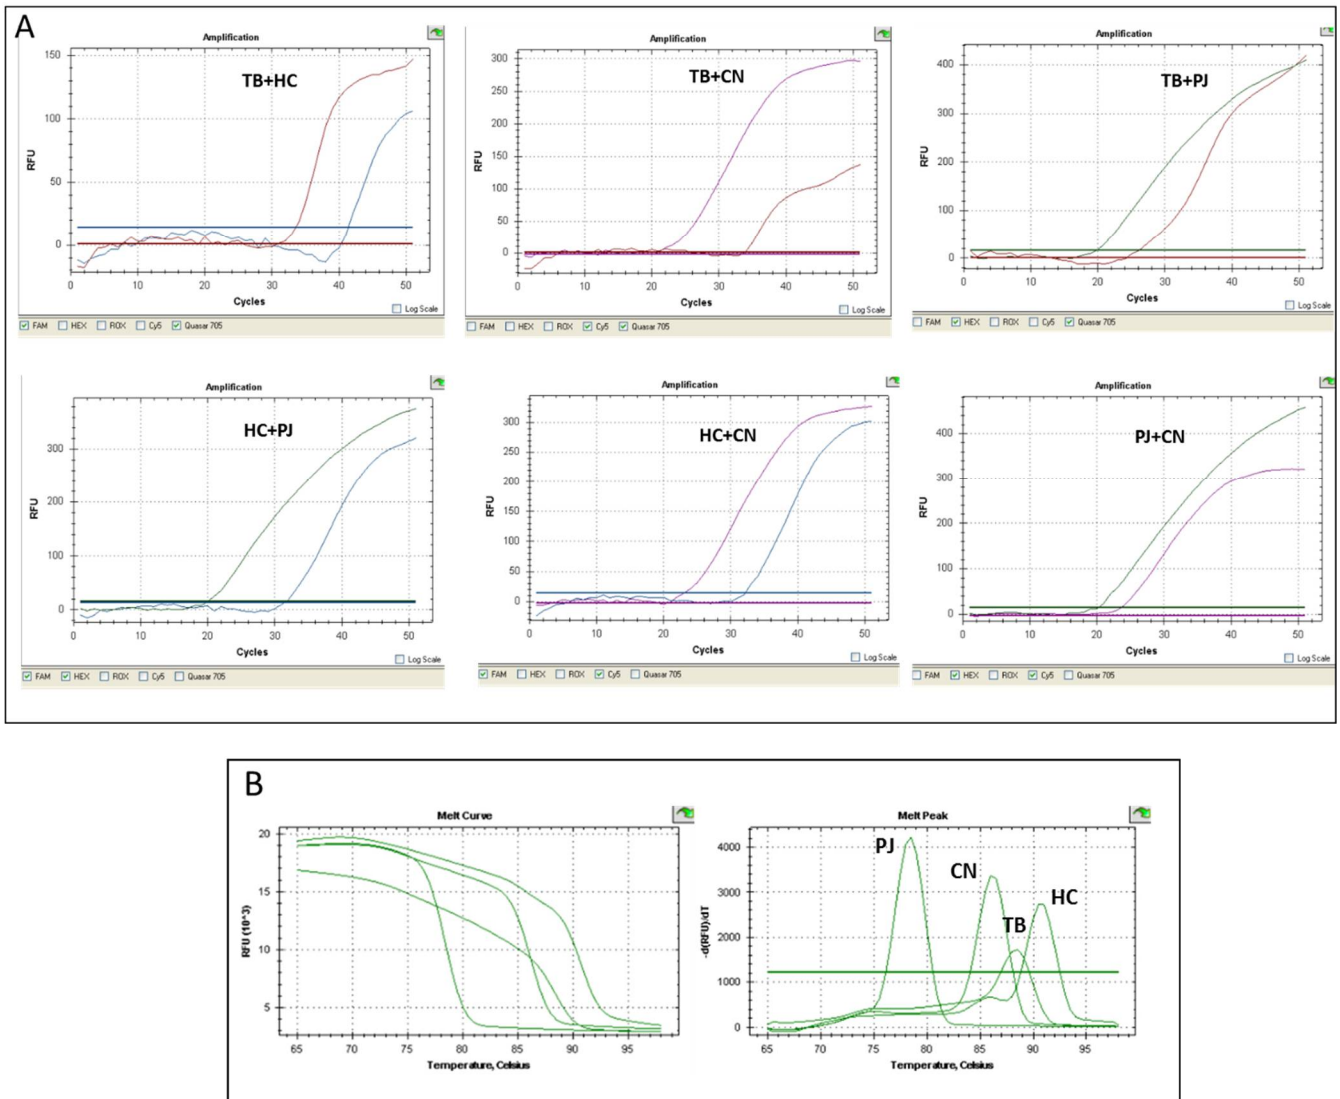 A
Amplification
TB+HC
150
100
50
0
RFU
0 10 20 30 40 50
Cycles
Log Scale
FAM HEX ROX Cy5 Quasar 705
Amplification
TB+CN
300
250
200
150
100
50
0
RFU
0 10 20 30 40 50
Cycles
Log Scale
FAM HEX ROX Cy5 Quasar 705
Amplification
TB+PJ
400
300
200
100
0
RFU
0 10 20 30 40 50
Cycles
Log Scale
FAM HEX ROX Cy5 Quasar 705
Amplification
HC+PJ
300
200
100
0
RFU
0 10 20 30 40 50
Cycles
Log Scale
FAM HEX ROX Cy5 Quasar 705
Amplification
HC+CN
300
250
200
150
100
50
0
RFU
0 10 20 30 40 50
Cycles
Log Scale
FAM HEX ROX Cy5 Quasar 705
Amplification
PJ+CN
400
300
200
100
0
RFU
0 10 20 30 40 50
Cycles
Log Scale
FAM HEX ROX Cy5 Quasar 705
B
Melt Curve
20
15
10
5
RFU (10^3)
65 70 75 80 85 90 95
Temperature, Celsius
Melt Peak
PJ
CN
TB
HC
4000
3000
2000
1000
0
-d(RFU)/dT
65 70 75 80 85 90 95
Temperature, Celsius